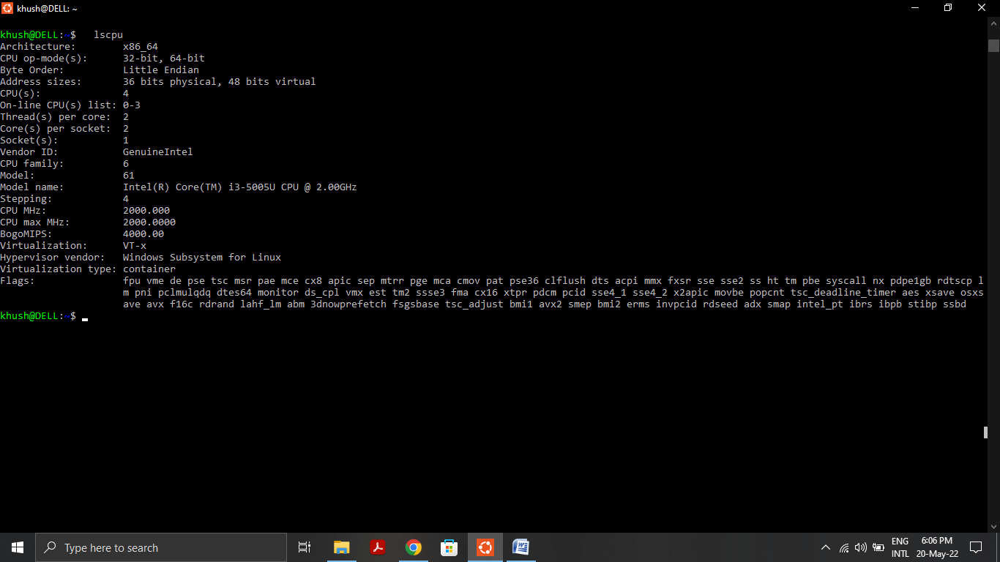 khush@DELL: ~
khush@DELL:~$   lscpu
Architecture:        x86_64
CPU op-mode(s):      32-bit, 64-bit
Byte Order:          Little Endian
Address sizes:       36 bits physical, 48 bits virtual
CPU(s):              4
On-line CPU(s) list: 0-3
Thread(s) per core:  2
Core(s) per socket:  2
Socket(s):           1
Vendor ID:           GenuineIntel
CPU family:          6
Model:               61
Model name:          Intel(R) Core(TM) i3-5005U CPU @ 2.00GHz
Stepping:            4
CPU MHz:             2000.000
CPU max MHz:         2000.0000
BogoMIPS:            4000.00
Virtualization:      VT-x
Hypervisor vendor:   Windows Subsystem for Linux
Virtualization type: container
Flags:               fpu vme de pse tsc msr pae mce cx8 apic sep mtrr pge mca cmov pat pse36 clflush dts acpi mmx fxsr sse sse2 ss ht tm pbe syscall nx pdpe1gb rdtscp l
m pni pclmulqdq dtes64 monitor ds_cpl vmx est tm2 ssse3 fma cx16 xtpr pdcm pcid sse4_1 sse4_2 x2apic movbe popcnt tsc_deadline_timer aes xsave osxs
ave avx f16c rdrand lahf_lm abm 3dnowprefetch fsgsbase tsc_adjust bmi1 avx2 smep bmi2 erms invpcid rdseed adx smap intel_pt ibrs ibpb stibp ssbd
khush@DELL:~$
Type here to search
W
ENG
INTL
6:06 PM
20-May-22